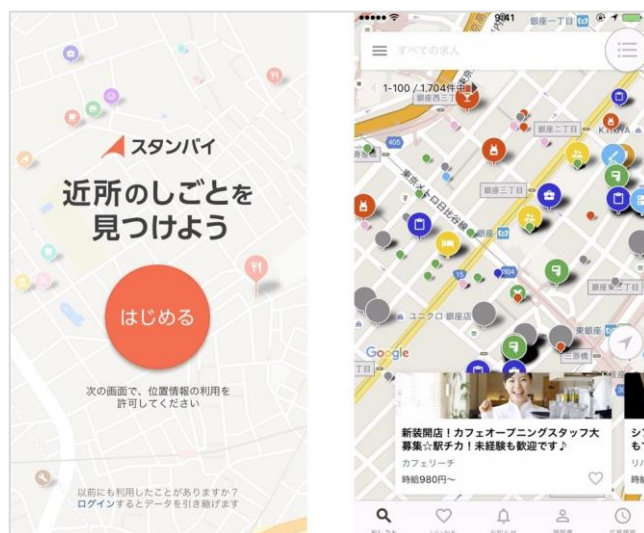 スタンバイ
近所のしごとを
見つけよう
はじめる
次の画面で、位置情報の利用を
許可してください
以前にも利用したことがありますか？
ログインするとデータを引き継げます
9:41
銀座一丁目
すべての求人
1-100 / 1,704件中
銀座西三丁
銀座二丁目
405
東京メトロ日比谷線
銀座三丁目
銀座
15
304
銀座東三丁目
ユニクロ 銀座店
東銀座
Google
三原橋
新装開店！カフェオープニングスタッフ大
募集☆駅チカ！未経験も歓迎です♪
カフェリーチ
時給980円〜